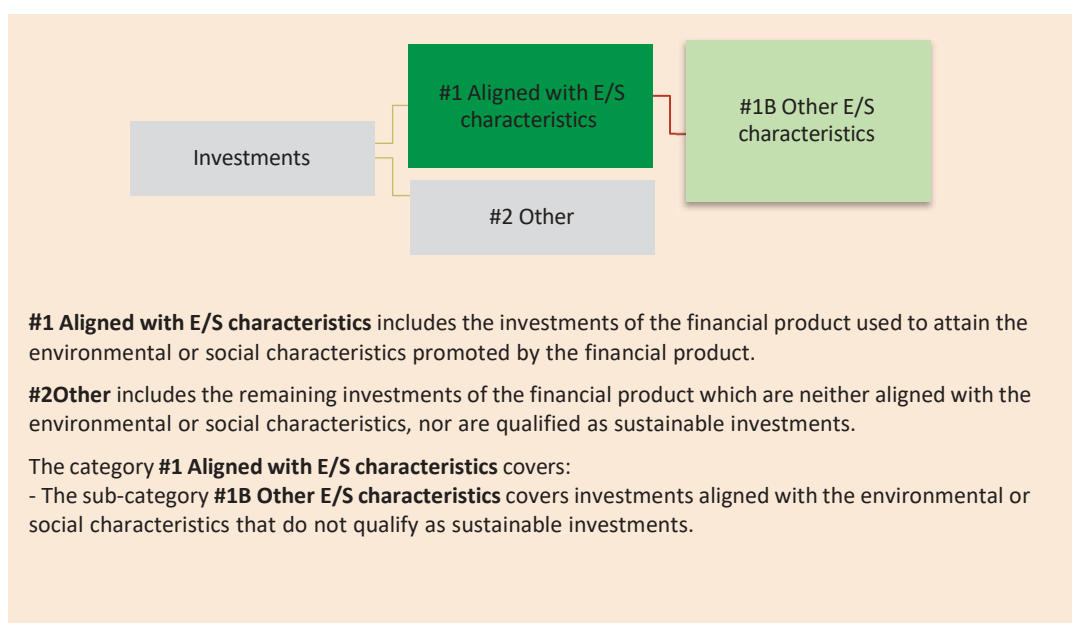 #1 Aligned with E/S
characteristics
#1B Other E/S
characteristics
Investments
#2 Other
#1 Aligned with E/S characteristics includes the investments of the financial product used to attain the
environmental or social characteristics promoted by the financial product.
#2Other includes the remaining investments of the financial product which are neither aligned with the
environmental or social characteristics, nor are qualified as sustainable investments.
The category #1 Aligned with E/S characteristics covers:
- The sub-category #1B Other E/S characteristics covers investments aligned with the environmental or
social characteristics that do not qualify as sustainable investments.